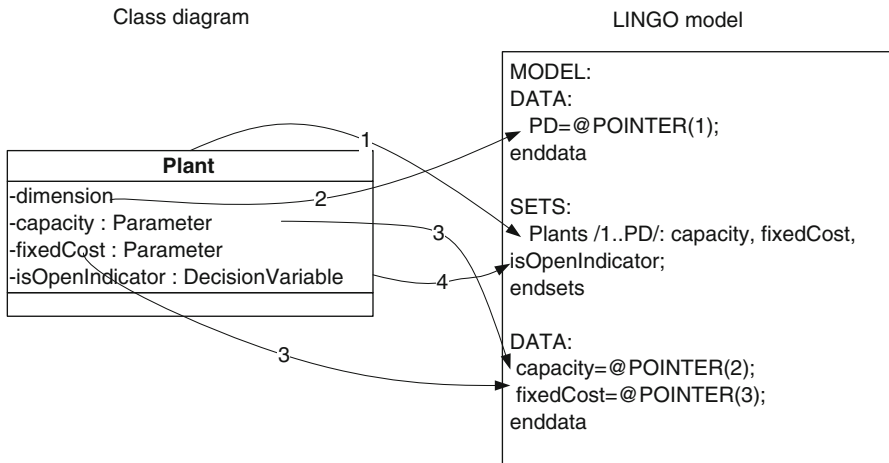 Class diagram
LINGO model
Plant
-dimension
-capacity : Parameter
-fixedCost : Parameter
-isOpenIndicator : DecisionVariable
1
2
3
4
3
MODEL:
DATA:
PD=@POINTER(1);
enddata
SETS:
Plants /1..PD/: capacity, fixedCost,
isOpenIndicator;
endsets
DATA:
capacity=@POINTER(2);
fixedCost=@POINTER(3);
enddata